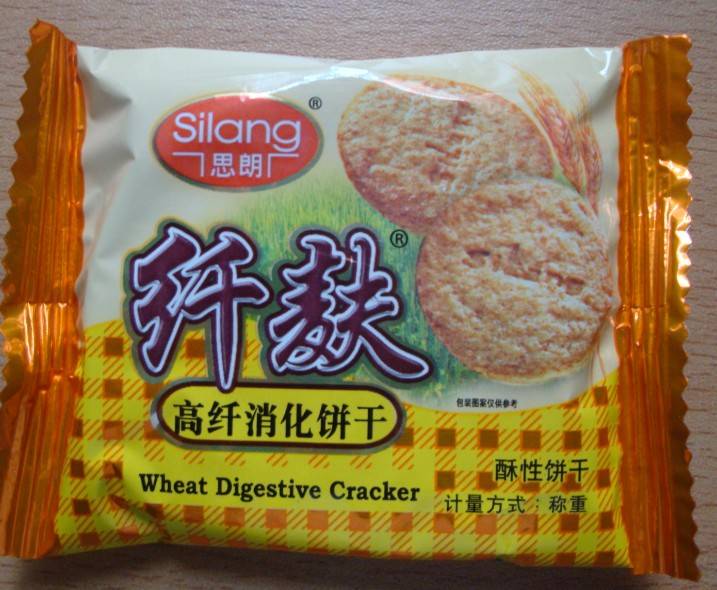 Silang®
思朗
纤麸®
包装图案仅供参考
高纤消化饼干
Wheat Digestive Cracker
酥性饼干
计量方式：称重